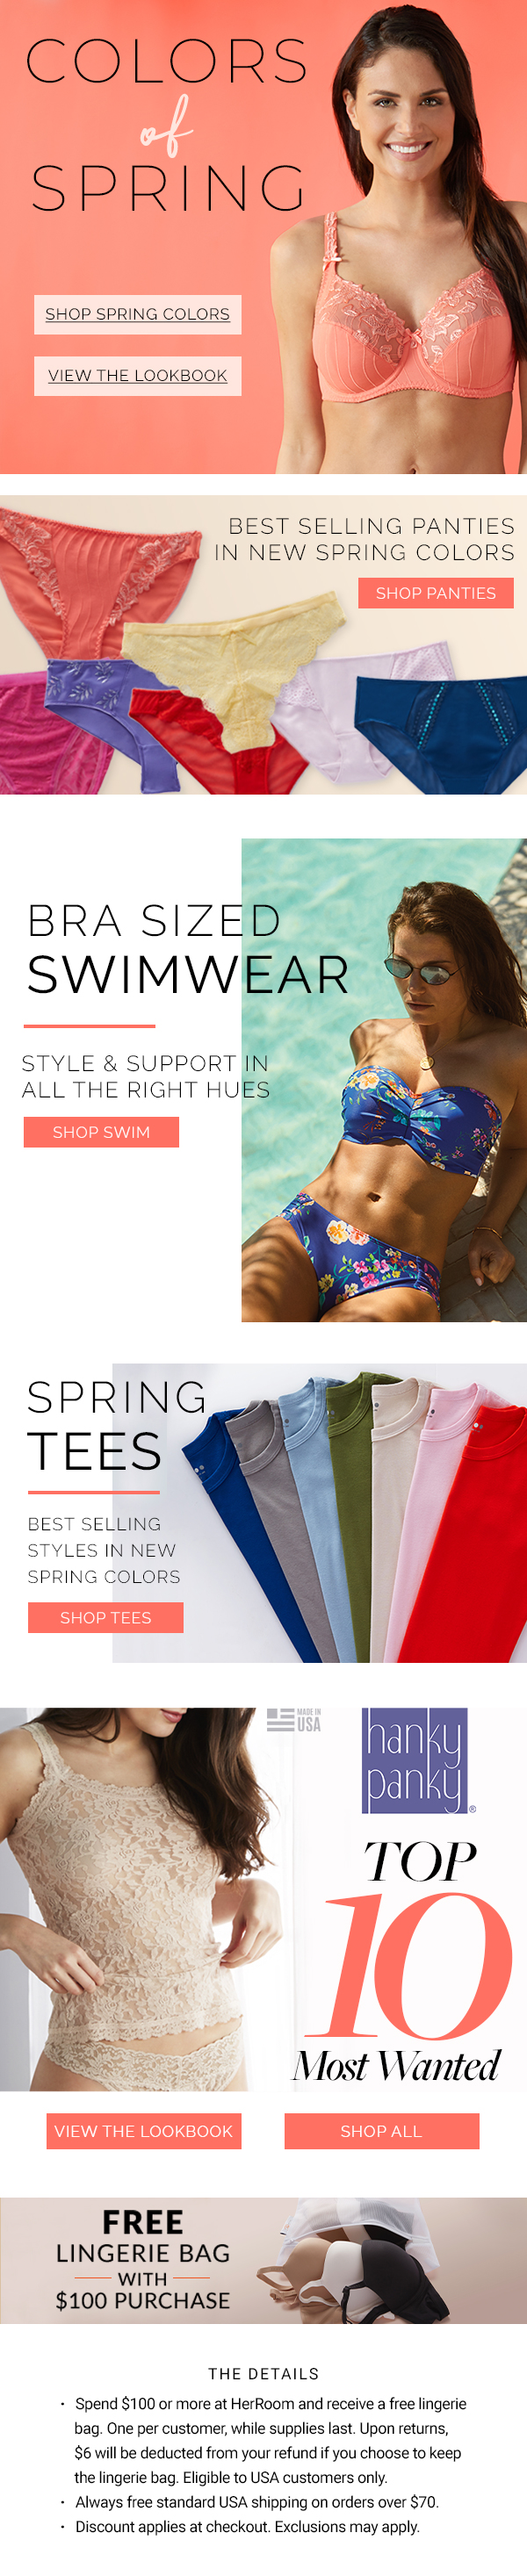 COLORS
of
SPRING
SHOP SPRING COLORS
VIEW THE LOOKBOOK
BEST SELLING PANTIES
IN NEW SPRING COLORS
SHOP PANTIES
BRA SIZED
SWIMWEAR
STYLE & SUPPORT IN
ALL THE RIGHT HUES
SHOP SWIM
SPRING
TEES
BEST SELLING
STYLES IN NEW
SPRING COLORS
SHOP TEES
MADE IN
USA
hanky
panky®
TOP
10
Most Wanted
VIEW THE LOOKBOOK
SHOP ALL
FREE
LINGERIE BAG
WITH
$100 PURCHASE
THE DETAILS
• Spend $100 or more at HerRoom and receive a free lingerie
bag. One per customer, while supplies last. Upon returns,
$6 will be deducted from your refund if you choose to keep
the lingerie bag. Eligible to USA customers only.
• Always free standard USA shipping on orders over $70.
• Discount applies at checkout. Exclusions may apply.